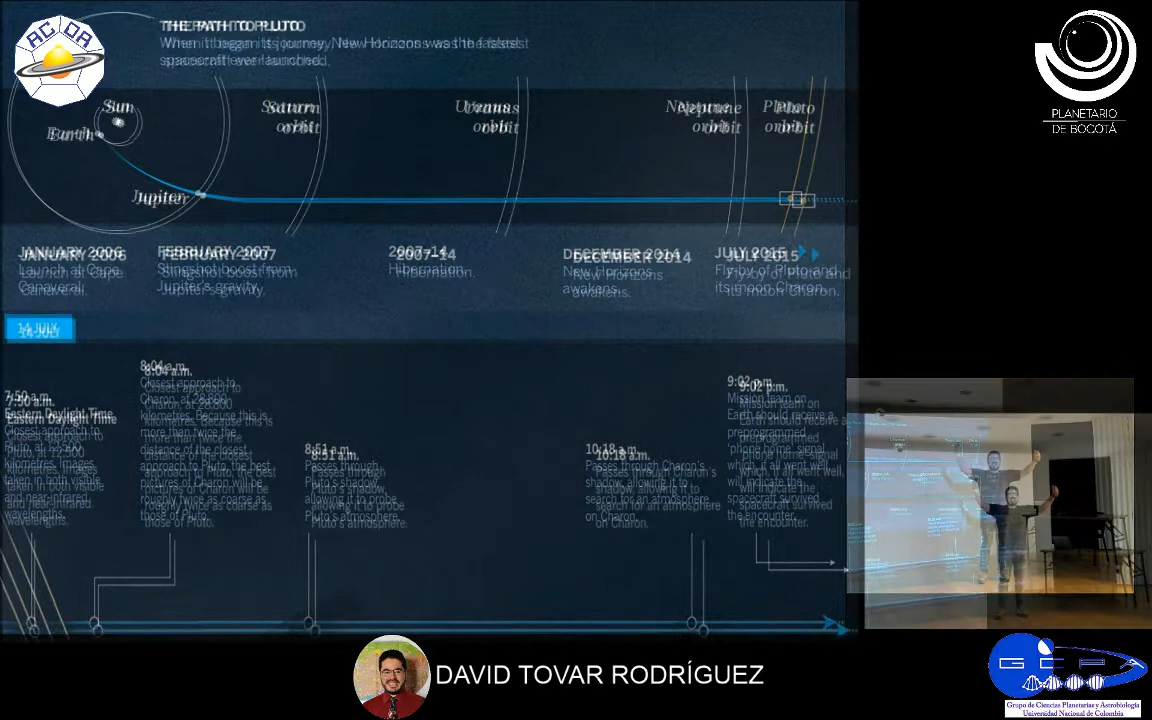 ACDA
THE PATH TO PLUTO
When it began its journey, New Horizons was the fastest
spacecraft ever launched.
PLANETARIO
DE BOGOTÁ
Sun
Earth
Jupiter
Saturn
orbit
Uranus
orbit
Neptune
orbit
Pluto
orbit
JANUARY 2006
Launch at Cape
Canaveral.
FEBRUARY 2007
Slingshot boost from
Jupiter's gravity.
2007-14
Hibernation.
DECEMBER 2014
New Horizons
awakens.
JULY 2015
Fly-by of Pluto and
its moon Charon.
14 JULY
7:50 a.m.
Eastern Daylight Time
Closest approach to
Pluto, at 12,500
kilometres. Images
taken in both visible
and near-infrared
wavelengths.
8:04 a.m.
Closest approach to
Charon, at 28,800
kilometres. Because this is
more than twice the
distance of the closest
approach to Pluto, the best
pictures of Charon will be
roughly twice as coarse as
those of Pluto.
8:51 a.m.
Passes through
Pluto's shadow,
allowing it to probe
Pluto's atmosphere.
10:18 a.m.
Passes through Charon's
shadow, allowing it to
search for an atmosphere
on Charon.
9:02 p.m.
Mission team on
Earth should receive a
preprogrammed
'phone home' signal
which, if all went well,
will indicate the
spacecraft survived
the encounter.
DAVID TOVAR RODRÍGUEZ
GCPA
Grupo de Ciencias Planetarias y Astrobiología
Universidad Nacional de Colombia